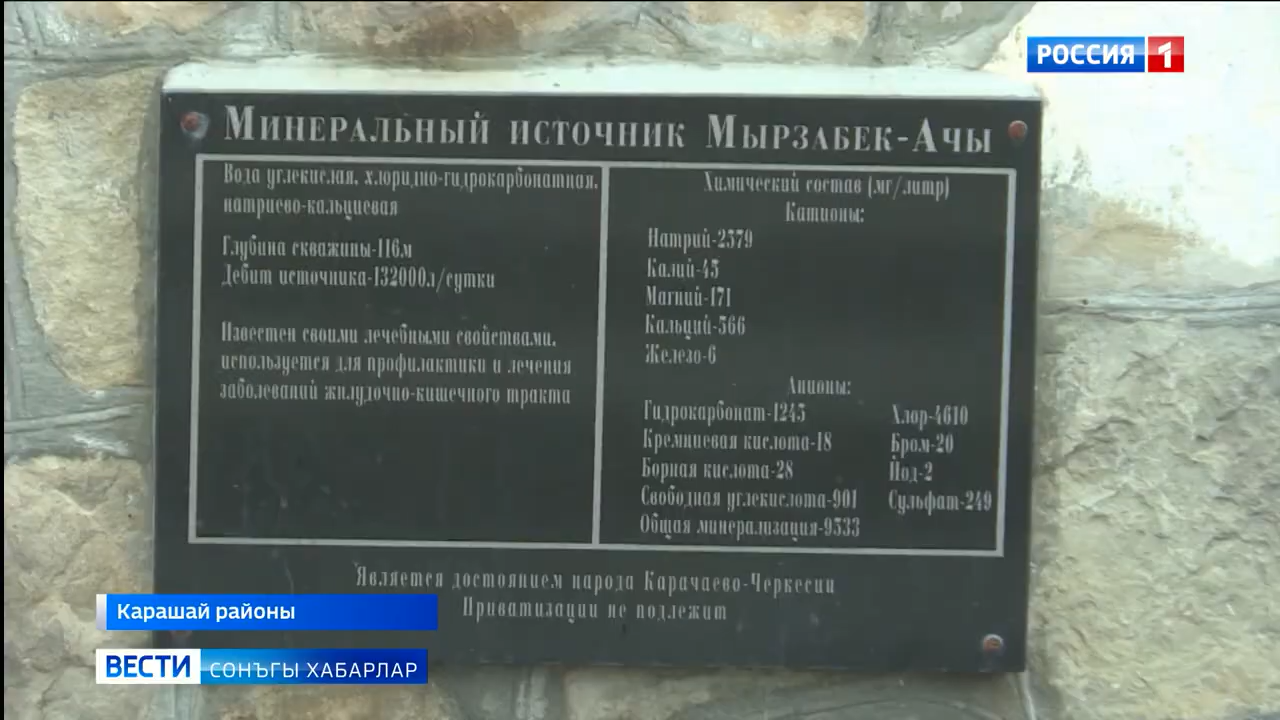 РОССИЯ 1
Минеральный источник Мырзабек-Ачы
Вода углекислая, хлоридно-гидрокарбонатная,
натриево-кальциевая
Глубина скважины-116м
Дебит источника-132000л/сутки
Известен своими лечебными свойствами,
используется для профилактики и лечения
заболеваний жилудочно-кишечного тракта
Химический состав (мг/литр)
Катионы:
Натрий-2379
Калий-43
Магний-171
Кальций-366
Железо-6
Анионы:
Гидрокарбонат-1243
Кремниевая кислота-18
Борная кислота-28
Свободная углекислота-901
Общая минерализация-9333
Хлор-4610
Бром-20
Йод-2
Сульфат-249
Является достоянием народа Карачаево-Черкесии
Приватизации не подлежит
Карашай районы
ВЕСТИ СОНЪГЫ ХАБАРЛАР